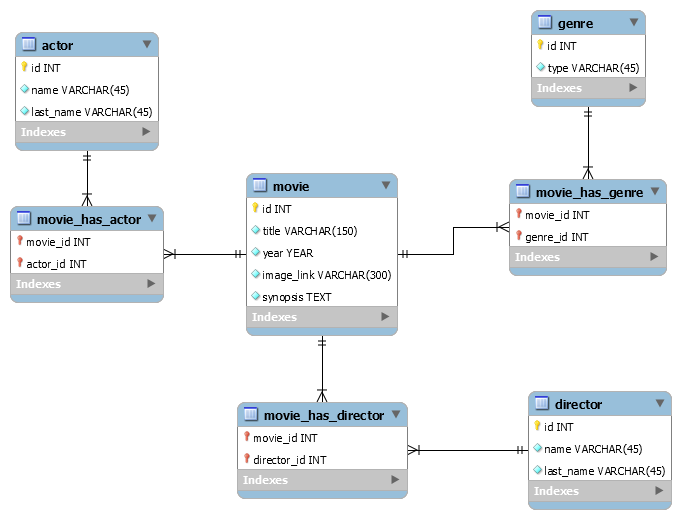 actor
id INT
name VARCHAR(45)
last_name VARCHAR(45)
Indexes
genre
id INT
type VARCHAR(45)
Indexes
movie_has_actor
movie_id INT
actor_id INT
Indexes
movie
id INT
title VARCHAR(150)
year YEAR
image_link VARCHAR(300)
synopsis TEXT
Indexes
movie_has_genre
movie_id INT
genre_id INT
Indexes
movie_has_director
movie_id INT
director_id INT
Indexes
director
id INT
name VARCHAR(45)
last_name VARCHAR(45)
Indexes